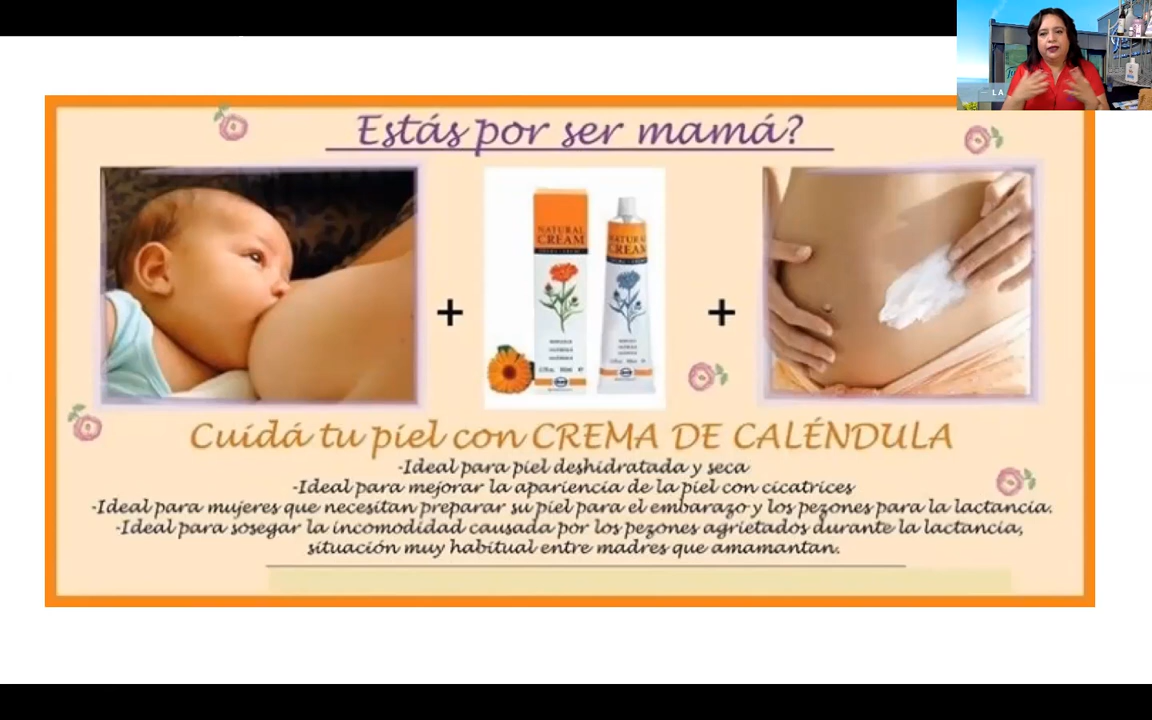 Estás por ser mamá?
NATURAL
CREAM
NATURAL
CREAM
+
+
Cuidá tu piel con CREMA DE CALÉNDULA
-Ideal para piel deshidratada y seca
-Ideal para mejorar la apariencia de la piel con cicatrices
-Ideal para mujeres que necesitan preparar su piel para el embarazo y los pezones para la lactancia.
-Ideal para sosegar la incomodidad causada por los pezones agrietados durante la lactancia,
situación muy habitual entre madres que amamantan.
LA